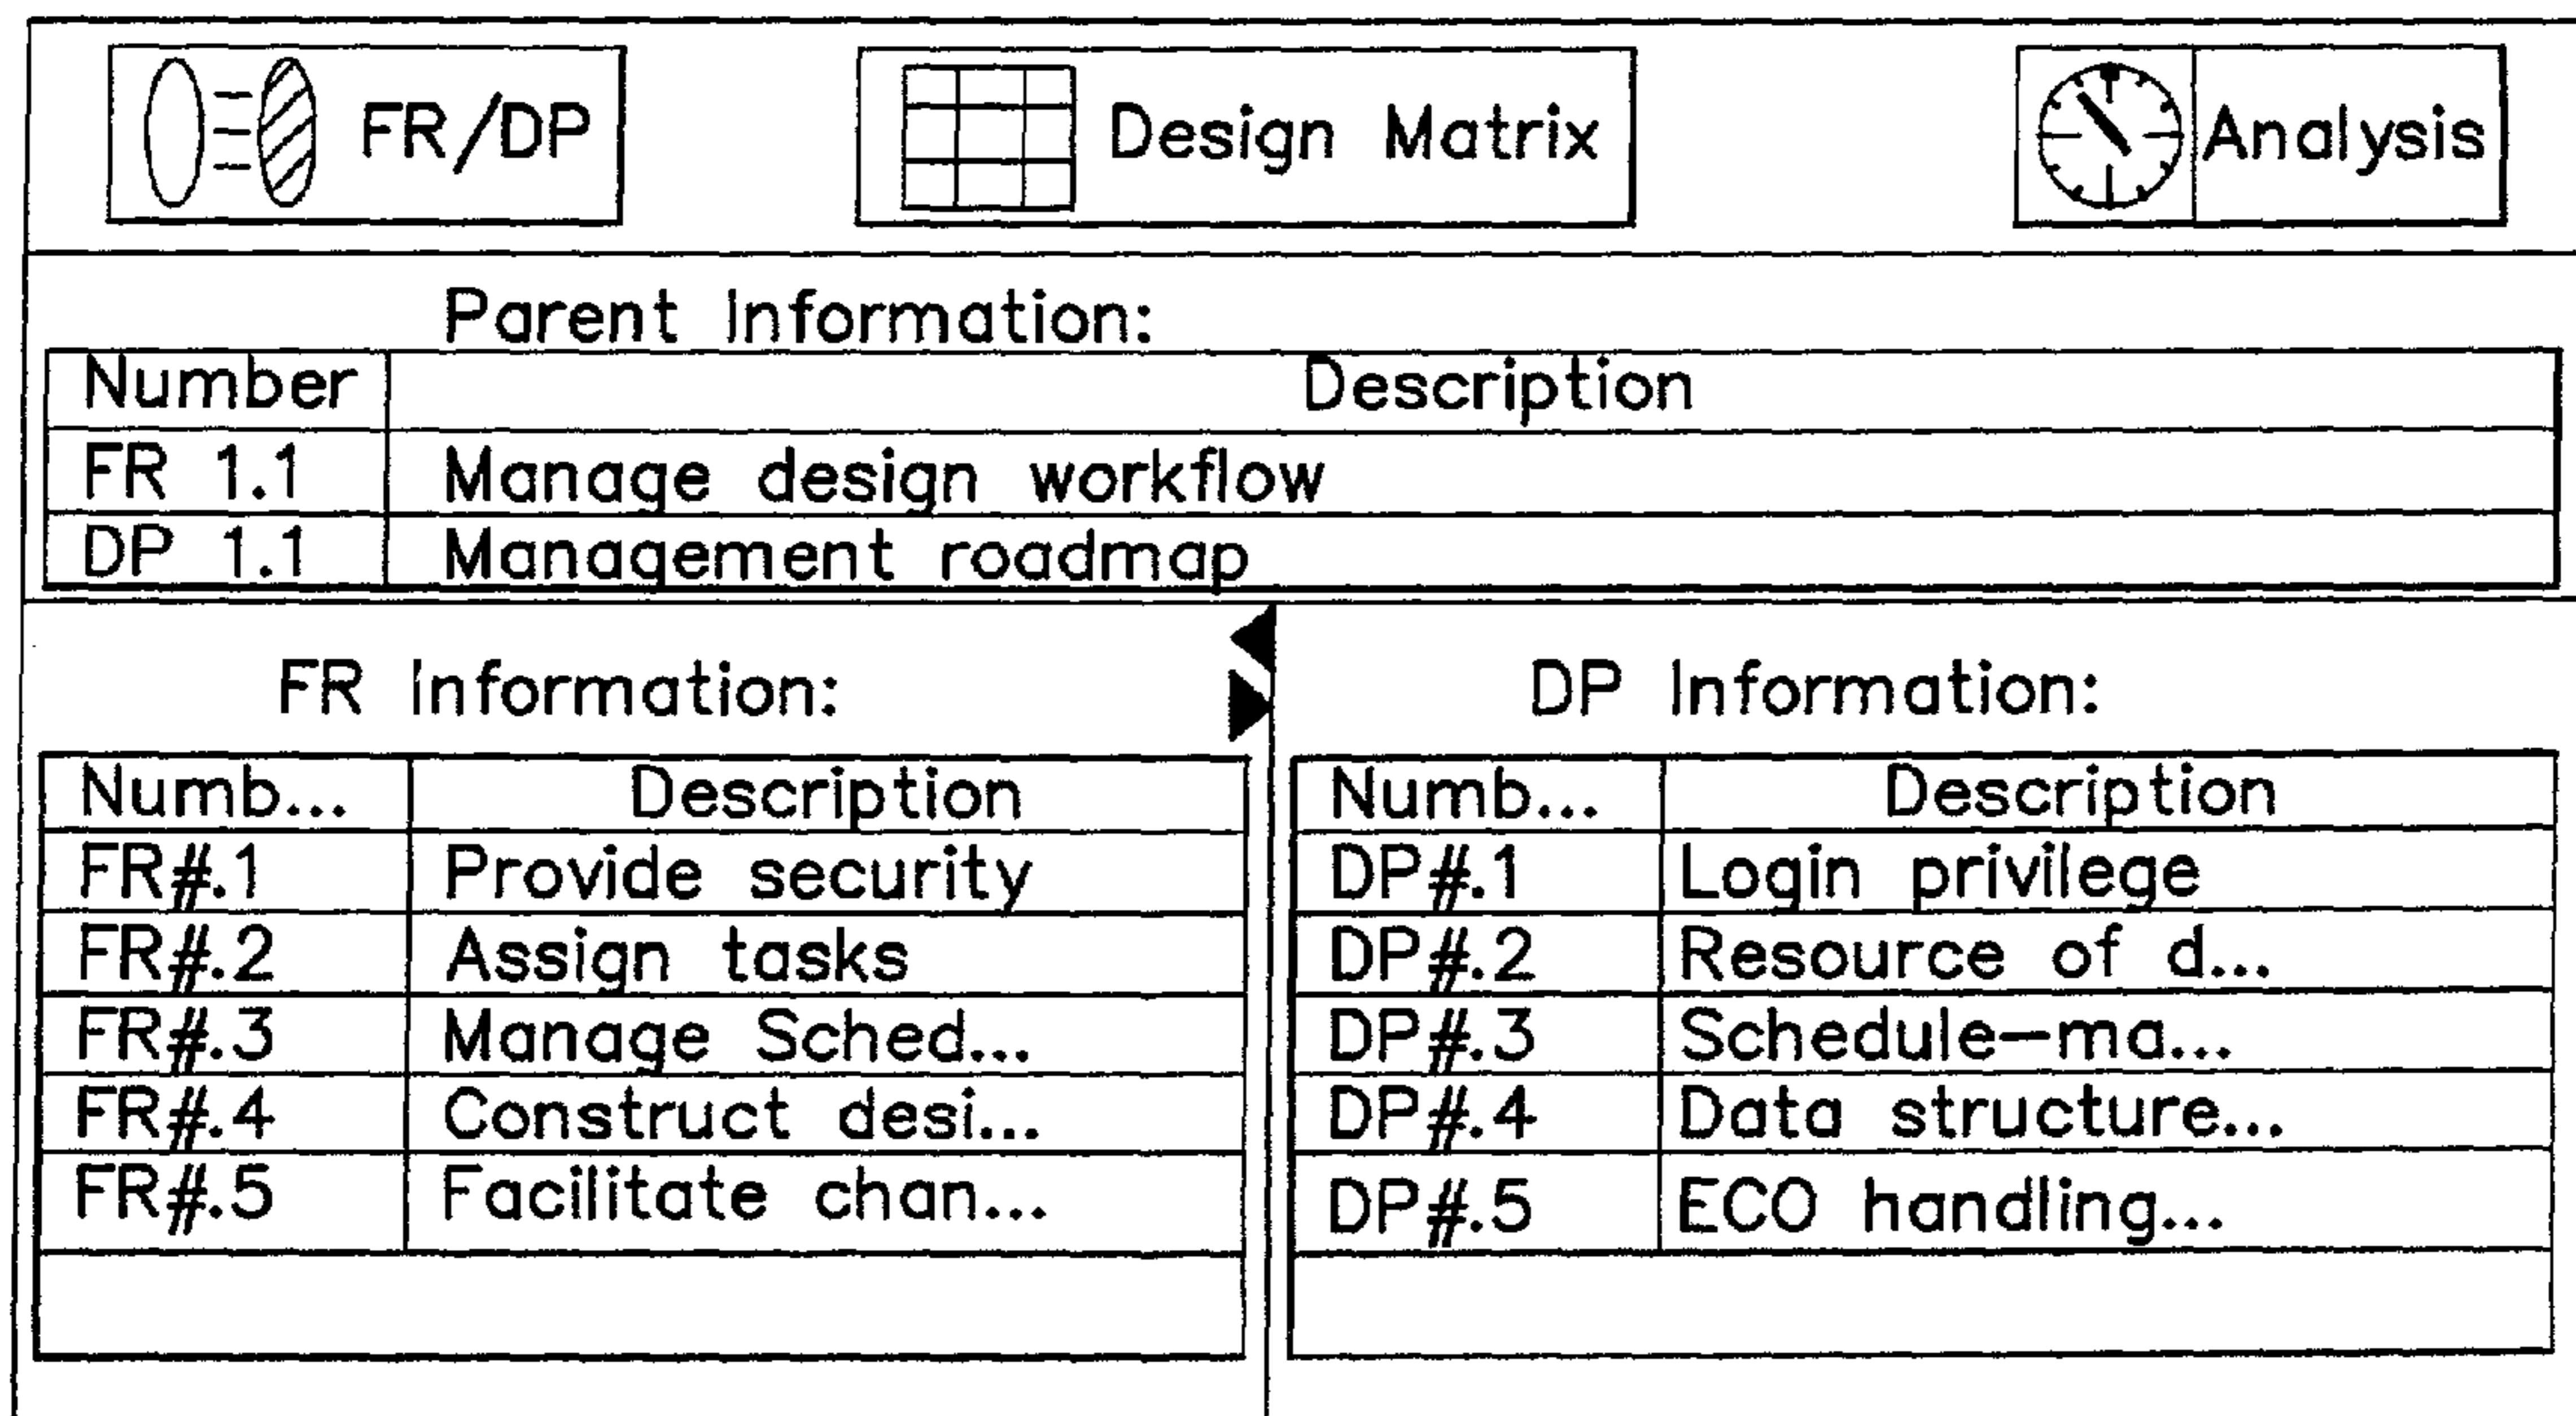 FR/DP Design Matrix Analysis
Parent Information:
Number Description
FR 1.1 Manage design workflow
DP 1.1 Management roadmap
FR Information:
Numb... Description
FR#.1 Provide security
FR#.2 Assign tasks
FR#.3 Manage Sched...
FR#.4 Construct desi...
FR#.5 Facilitate chan...
DP Information:
Numb... Description
DP#.1 Login privilege
DP#.2 Resource of d...
DP#.3 Schedule-ma...
DP#.4 Data structure...
DP#.5 ECO handling...